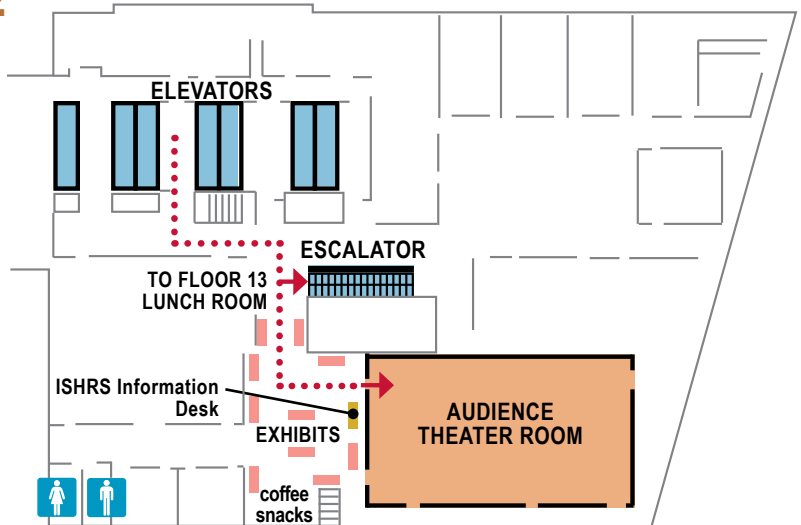 ELEVATORS
ESCALATOR
TO FLOOR 13
LUNCH ROOM
ISHRS Information
Desk
EXHIBITS
AUDIENCE
THEATER ROOM
coffee
snacks